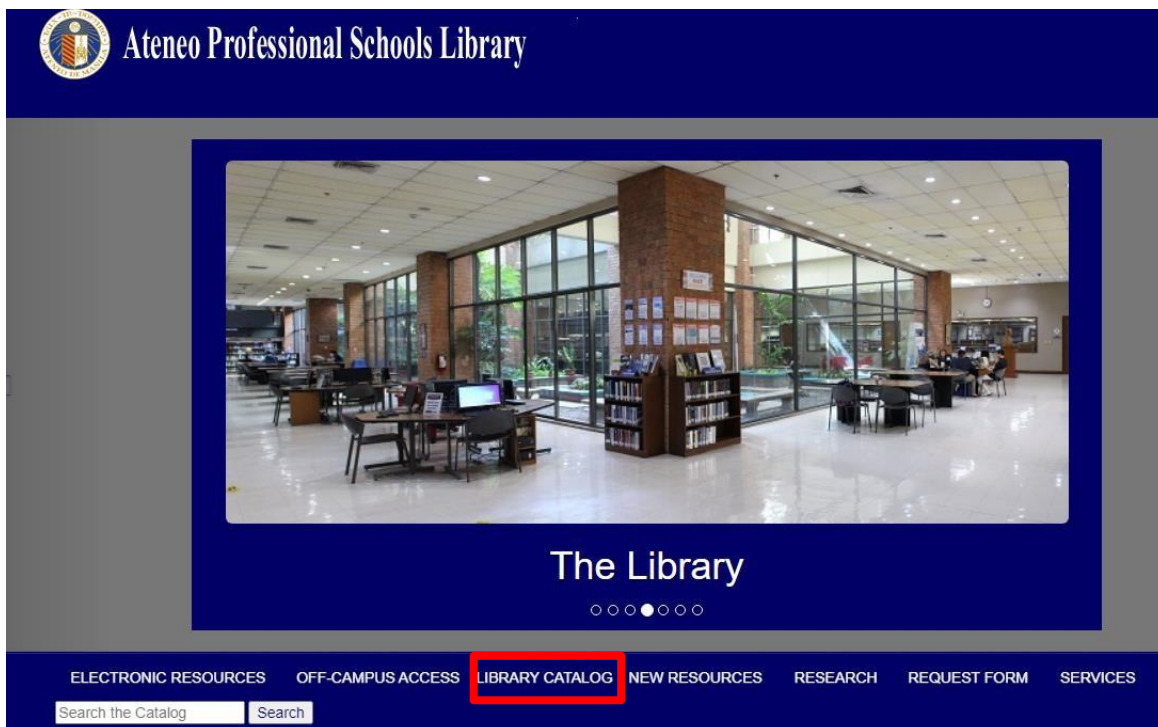 Ateneo Professional Schools Library
The Library
ELECTRONIC RESOURCES OFF-CAMPUS ACCESS LIBRARY CATALOG NEW RESOURCES RESEARCH REQUEST FORM SERVICES
Search the Catalog Search